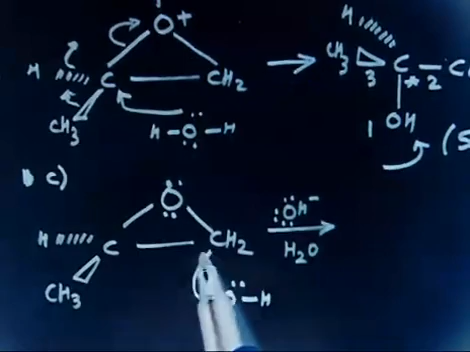 O+
H
H C CH2 CH3 3 C * 2 C
CH3 H-O-H 1 OH (S
b c)
O OH-
H C CH2 H2O
CH3 O-H